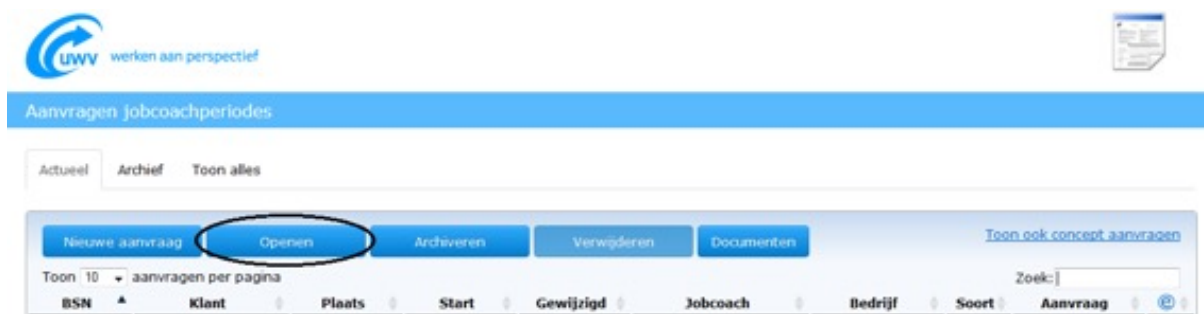 UWV werken aan perspectief
Aanvragen jobcoachperiodes
Actueel Archief Toon alles
Nieuwe aanvraag Openen Archiveren Verwijderen Documenten Toon ook concept aanvragen
Toon 10 aanvragen per pagina Zoek:
BSN Klant Plaats Start Gewijzigd Jobcoach Bedrijf Soort Aanvraag @